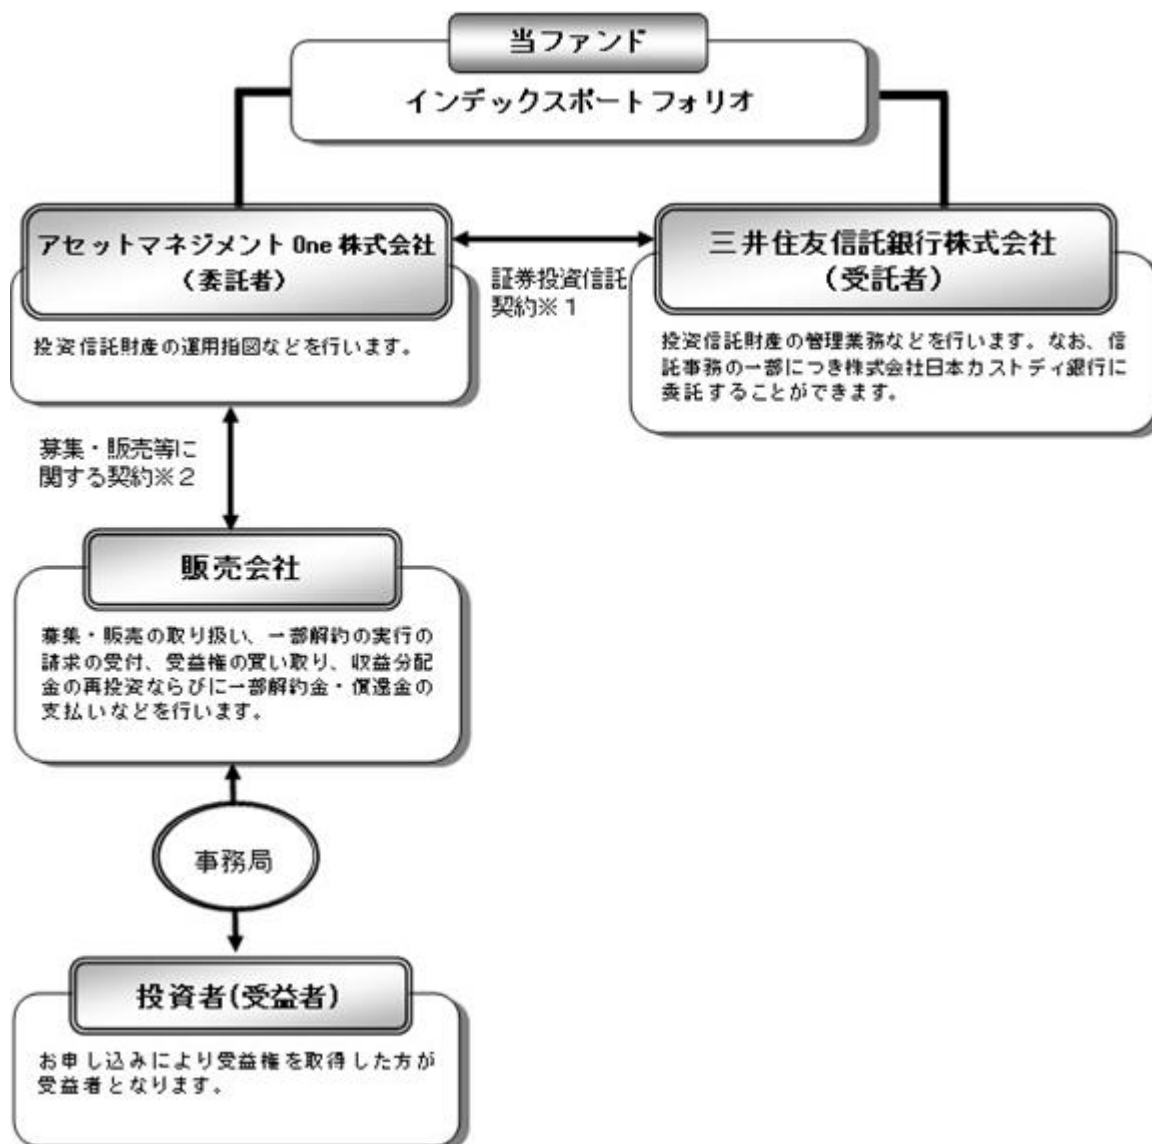 当ファンド
インデックスポートフォリオ
アセットマネジメント One 株式会社
（委託者）
投資信託財産の運用指図などを行います。
証券投資信託
契約※１
三井住友信託銀行株式会社
（受託者）
投資信託財産の管理業務などを行います。なお、信
託事務の一部につき株式会社日本カストディ銀行に
委託することができます。
募集・販売等に
関する契約※２
販売会社
募集・販売の取り扱い、一部解約の実行の
請求の受付、受益権の買い取り、収益分配
金の再投資ならびに一部解約金・償還金の
支払いなどを行います。
事務局
投資者(受益者)
お申し込みにより受益権を取得した方が
受益者となります。